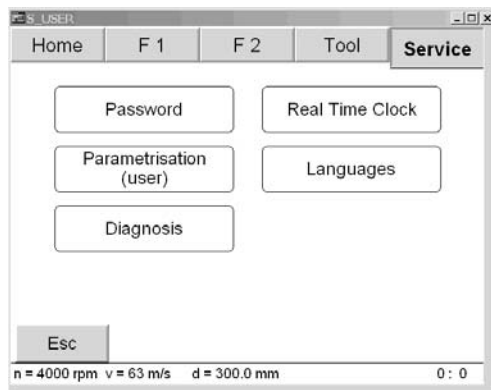 S_USER
Home F 1 F 2 Tool Service
Password Real Time Clock
Parametrisation
(user)
Languages
Diagnosis
Esc
n = 4000 rpm v = 63 m/s d = 300.0 mm 0 : 0